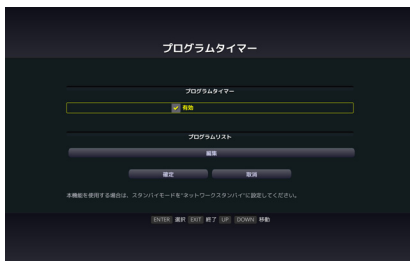 プログラムタイマー
プログラムタイマー
有効
プログラムリスト
編集
確定 取消
本機能を使用する場合は、スタンバイモードを"ネットワークスタンバイ"に設定してください。
ENTER 選択 EXIT 終了 UP DOWN 移動